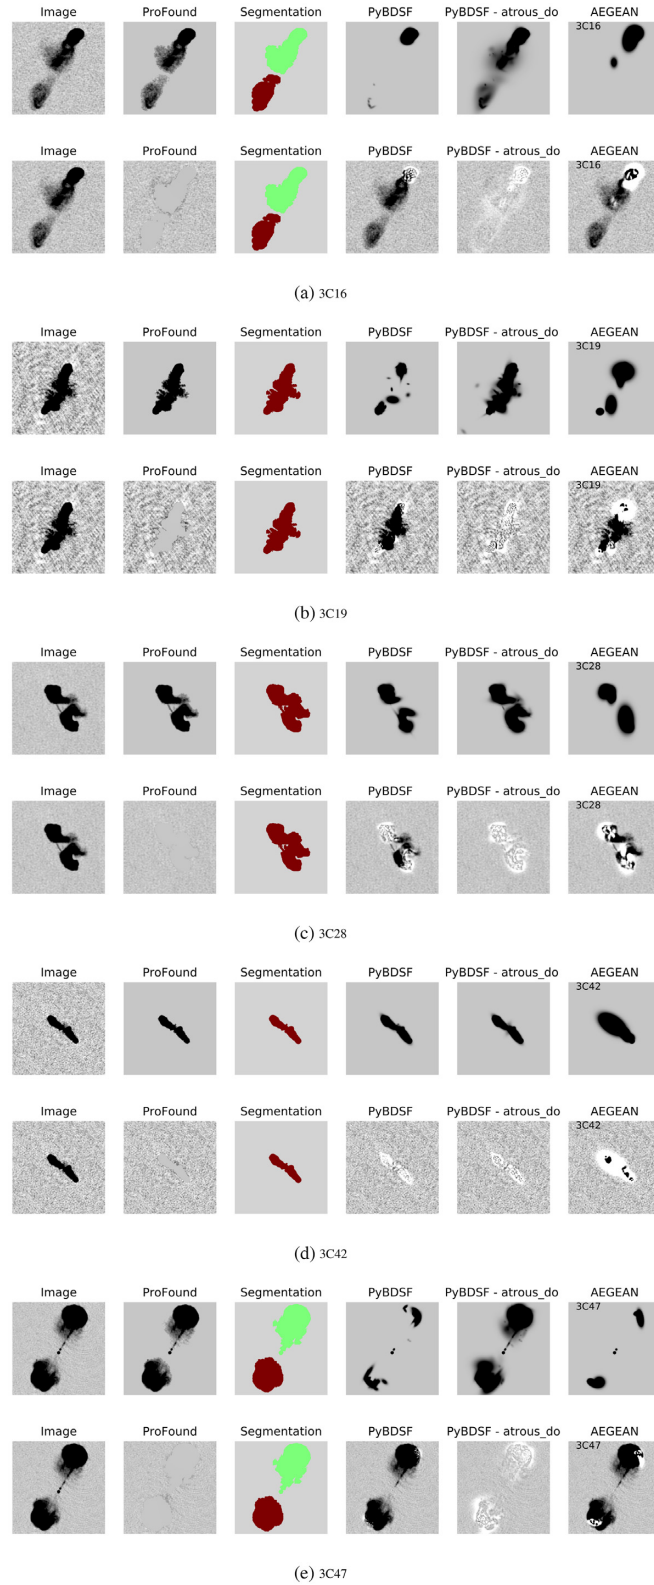 Image ProFound Segmentation PyBDSF PyBDSF - atrous_do AEGEAN
3C16
Image ProFound Segmentation PyBDSF PyBDSF - atrous_do AEGEAN
3C16
(a) 3C16
Image ProFound Segmentation PyBDSF PyBDSF - atrous_do AEGEAN
3C19
Image ProFound Segmentation PyBDSF PyBDSF - atrous_do AEGEAN
3C19
(b) 3C19
Image ProFound Segmentation PyBDSF PyBDSF - atrous_do AEGEAN
3C28
Image ProFound Segmentation PyBDSF PyBDSF - atrous_do AEGEAN
3C28
(c) 3C28
Image ProFound Segmentation PyBDSF PyBDSF - atrous_do AEGEAN
3C42
Image ProFound Segmentation PyBDSF PyBDSF - atrous_do AEGEAN
3C42
(d) 3C42
Image ProFound Segmentation PyBDSF PyBDSF - atrous_do AEGEAN
3C47
Image ProFound Segmentation PyBDSF PyBDSF - atrous_do AEGEAN
3C47
(e) 3C47